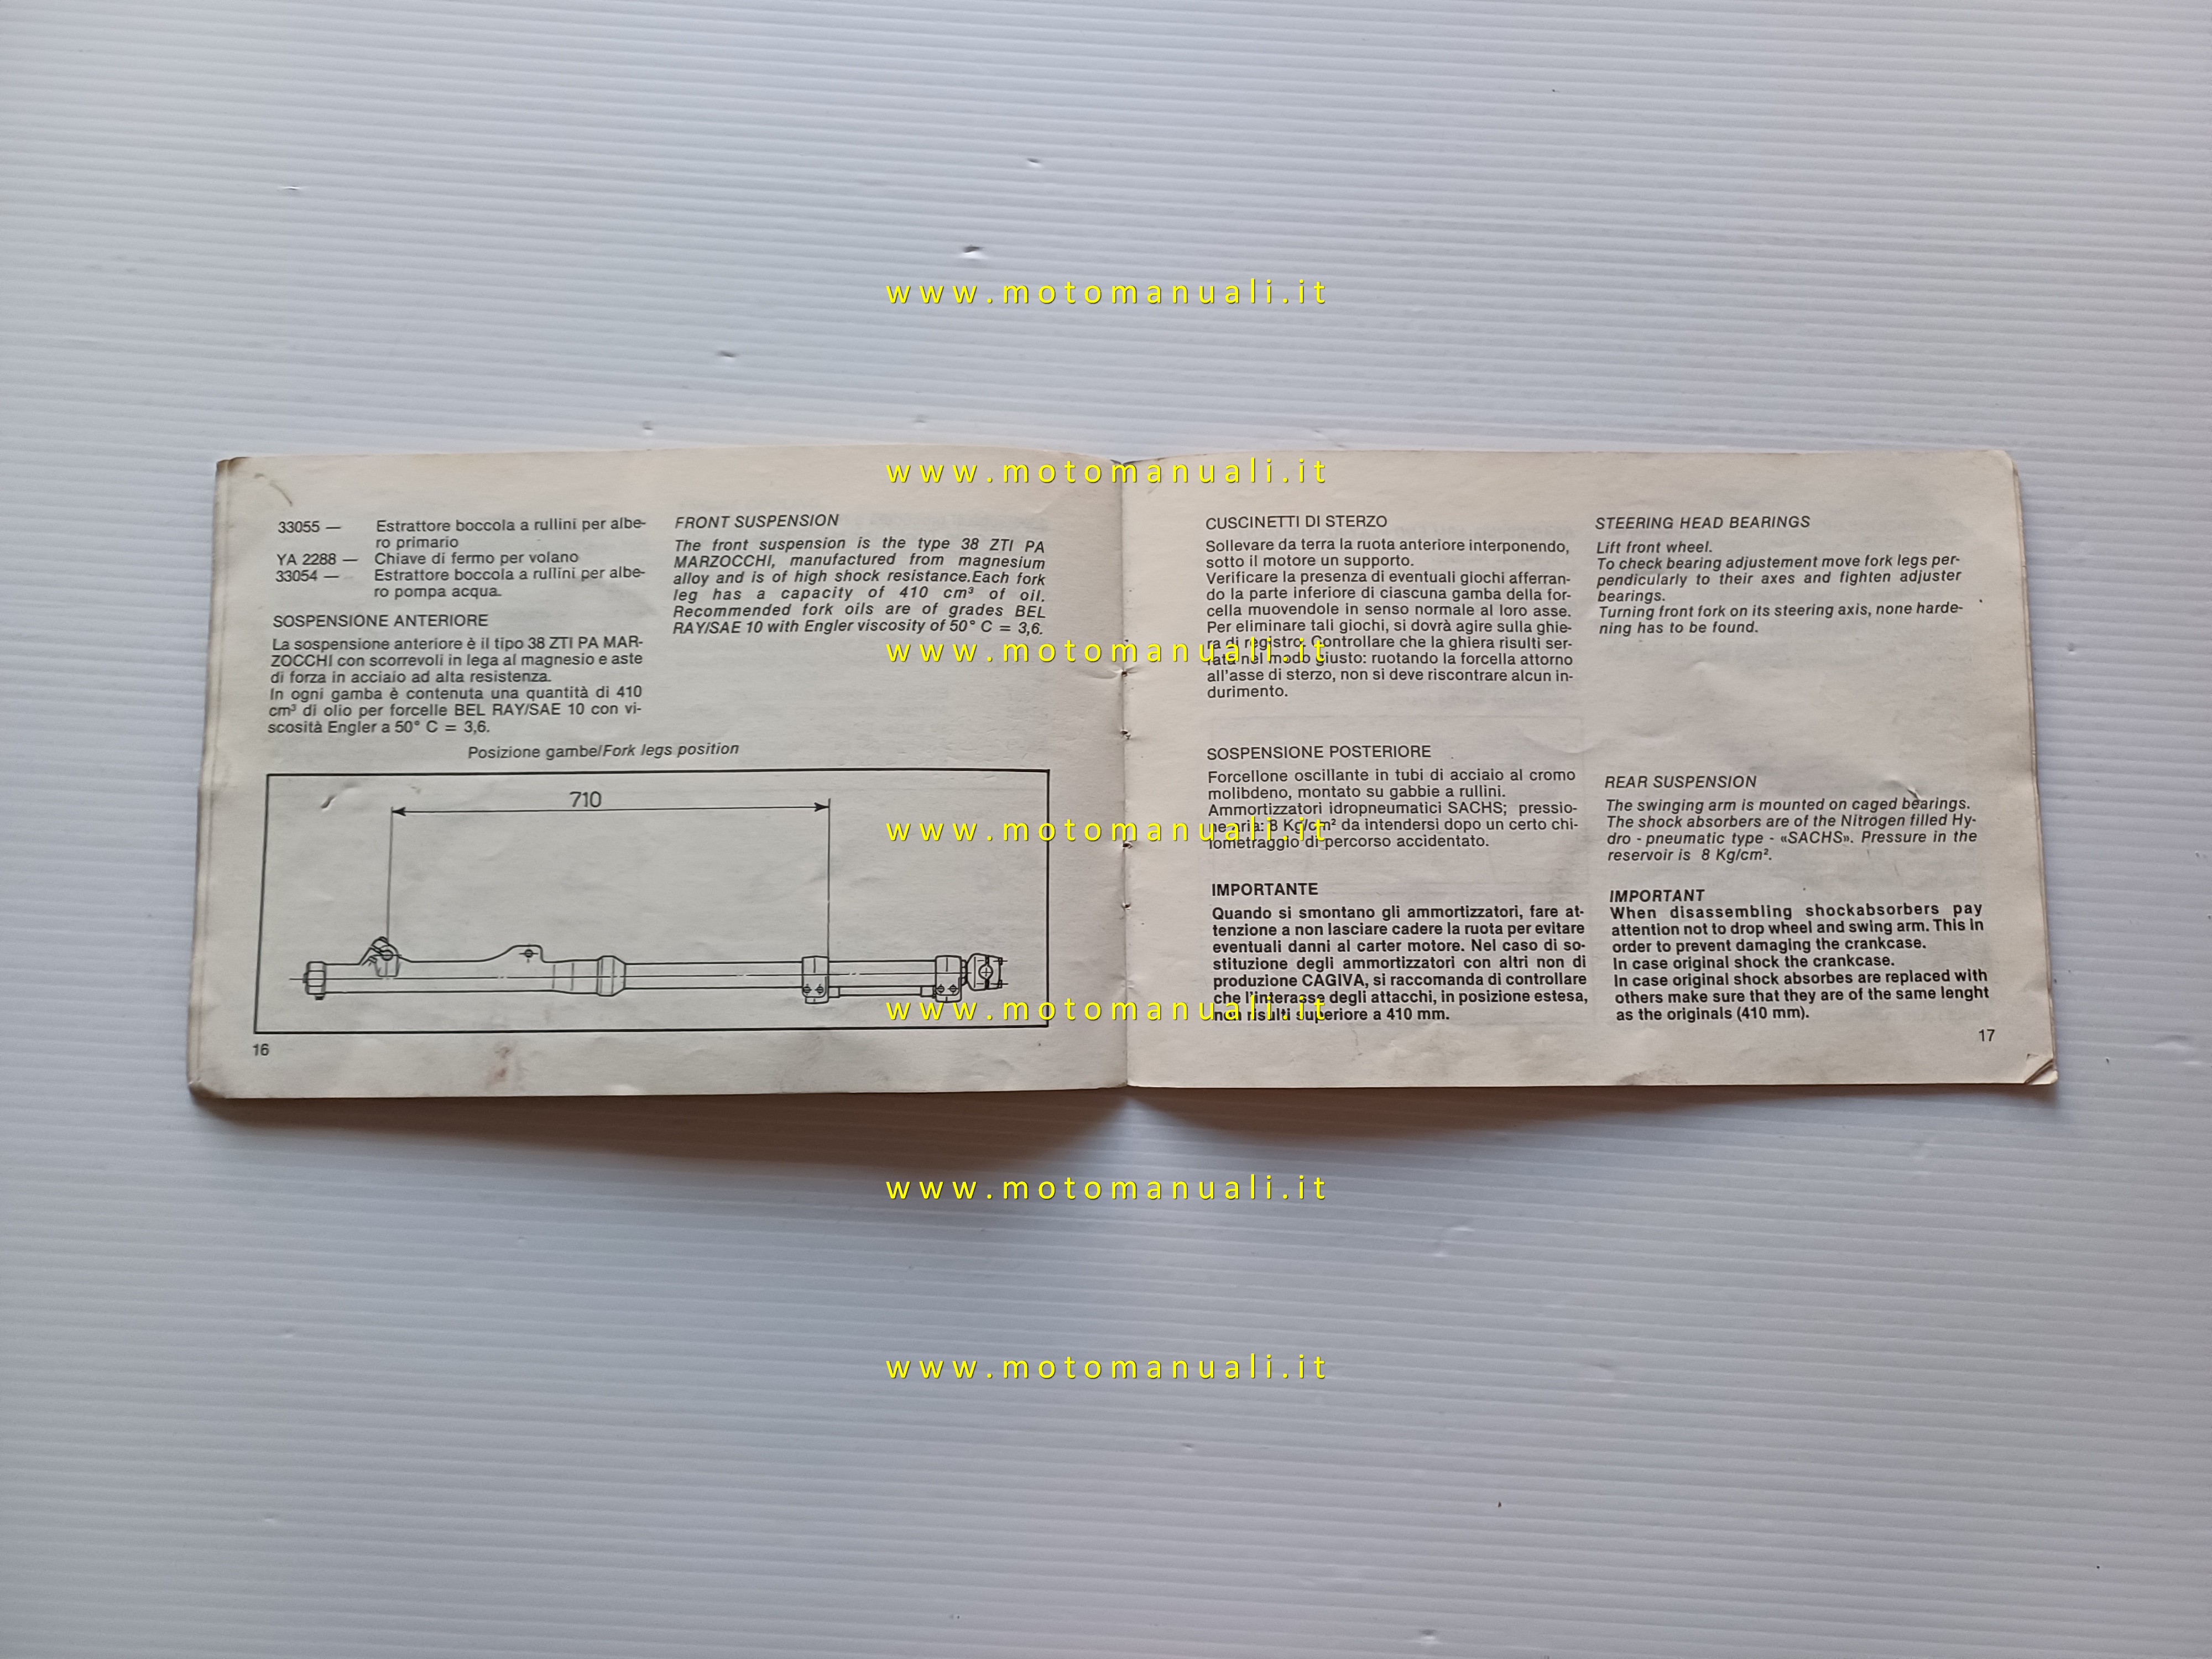 www.motomanuali.it
www.motomanuali.it
33055 — Estrattore boccola a rullini per albe-
ro primario
YA 2288 — Chiave di fermo per volano
33054 — Estrattore boccola a rullini per albe-
ro pompa acqua.
SOSPENSIONE ANTERIORE
La sospensione anteriore è il tipo 38 ZTI PA MAR-
ZOCCHI con scorrevoli in lega al magnesio e aste
di forza in acciaio ad alta resistenza.
In ogni gamba è contenuta una quantità di 410
cm³ di olio per forcelle BEL RAY/SAE 10 con vi-
scosità Engler a 50° C = 3,6.
FRONT SUSPENSION
The front suspension is the type 38 ZTI PA
MARZOCCHI, manufactured from magnesium
alloy and is of high shock resistance.Each fork
leg has a capacity of 410 cm³ of oil.
Recommended fork oils are of grades BEL
RAY/SAE 10 with Engler viscosity of 50° C = 3,6.
Posizione gambe/Fork legs position
710
16
CUSCINETTI DI STERZO
Sollevare da terra la ruota anteriore interponendo,
sotto il motore un supporto.
Verificare la presenza di eventuali giochi afferran-
do la parte inferiore di ciascuna gamba della for-
cella muovendole in senso normale al loro asse.
Per eliminare tali giochi, si dovrà agire sulla ghie-
ra di registro. Controllare che la ghiera risulti ser-
rata nel modo giusto: ruotando la forcella attorno
all'asse di sterzo, non si deve riscontrare alcun in-
durimento.
www.motomanuali.it
SOSPENSIONE POSTERIORE
Forcellone oscillante in tubi di acciaio al cromo
molibdeno, montato su gabbie a rullini.
Ammortizzatori idropneumatici SACHS; pressio-
ne aria: 8 Kg/cm² da intendersi dopo un certo chi-
lometraggio di percorso accidentato.
www.motomanuali.it
IMPORTANTE
Quando si smontano gli ammortizzatori, fare at-
tenzione a non lasciare cadere la ruota per evitare
eventuali danni al carter motore. Nel caso di so-
stituzione degli ammortizzatori con altri non di
produzione CAGIVA, si raccomanda di controllare
che l'interasse degli attacchi, in posizione estesa,
non risulti superiore a 410 mm.
www.motomanuali.it
STEERING HEAD BEARINGS
Lift front wheel.
To check bearing adjustement move fork legs per-
pendicularly to their axes and fighten adjuster
bearings.
Turning front fork on its steering axis, none harde-
ning has to be found.
REAR SUSPENSION
The swinging arm is mounted on caged bearings.
The shock absorbers are of the Nitrogen filled Hy-
dro - pneumatic type - «SACHS». Pressure in the
reservoir is 8 Kg/cm².
IMPORTANT
When disassembling shockabsorbers pay
attention not to drop wheel and swing arm. This in
order to prevent damaging the crankcase.
In case original shock the crankcase.
In case original shock absorbes are replaced with
others make sure that they are of the same lenght
as the originals (410 mm).
17
www.motomanuali.it
www.motomanuali.it